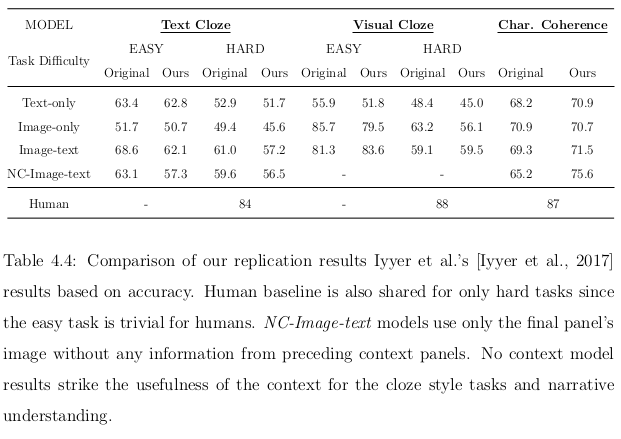 MODEL Text Cloze Visual Cloze Char. Coherence
Task Difficulty EASY HARD EASY HARD
Original Ours Original Ours Original Ours Original Ours Original Ours
Text-only 63.4 62.8 52.9 51.7 55.9 51.8 48.4 45.0 68.2 70.9
Image-only 51.7 50.7 49.4 45.6 85.7 79.5 63.2 56.1 70.9 70.7
Image-text 68.6 62.1 61.0 57.2 81.3 83.6 59.1 59.5 69.3 71.5
NC-Image-text 63.1 57.3 59.6 56.5 - - 65.2 75.6
Human - 84 - 88 87
Table 4.4: Comparison of our replication results Iyyer et al.'s [Iyyer et al., 2017]
results based on accuracy. Human baseline is also shared for only hard tasks since
the easy task is trivial for humans. NC-Image-text models use only the final panel's
image without any information from preceding context panels. No context model
results strike the usefulness of the context for the cloze style tasks and narrative
understanding.